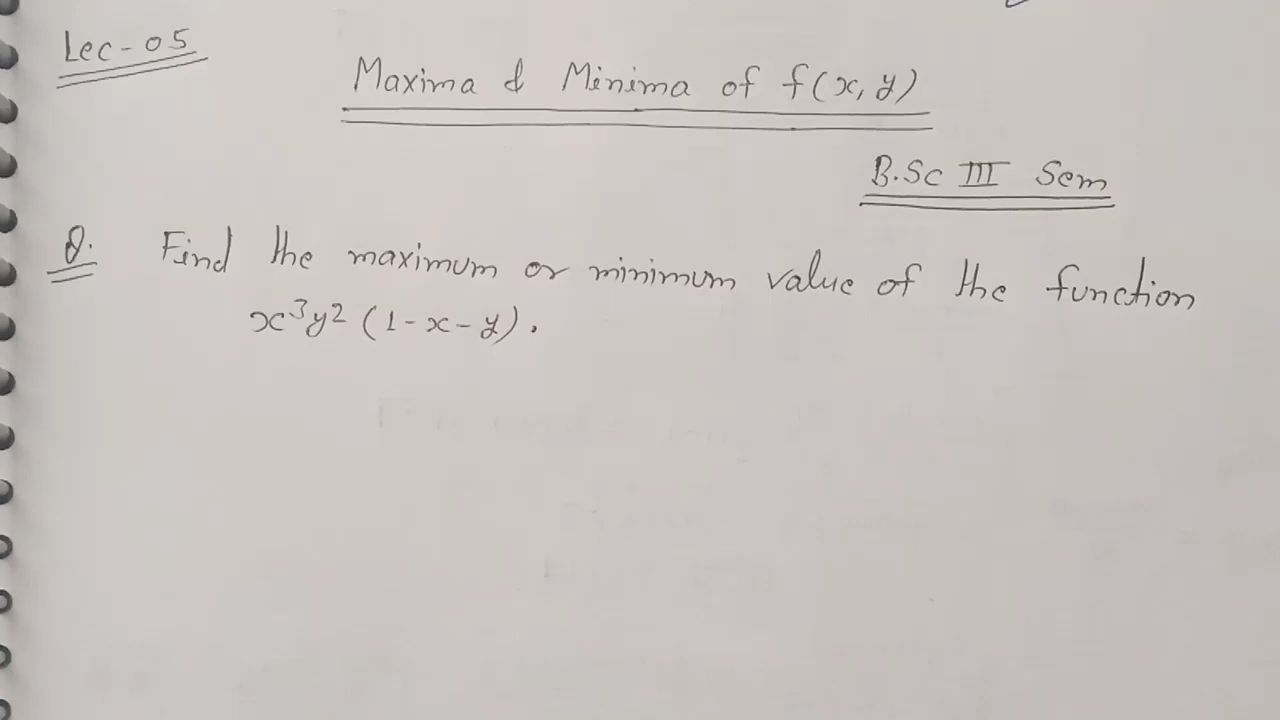 Lec-05
Maxima & Minima of f(x,y)
B.Sc III Sem
Q. Find the maximum or minimum value of the function
x³y² (1-x-y).